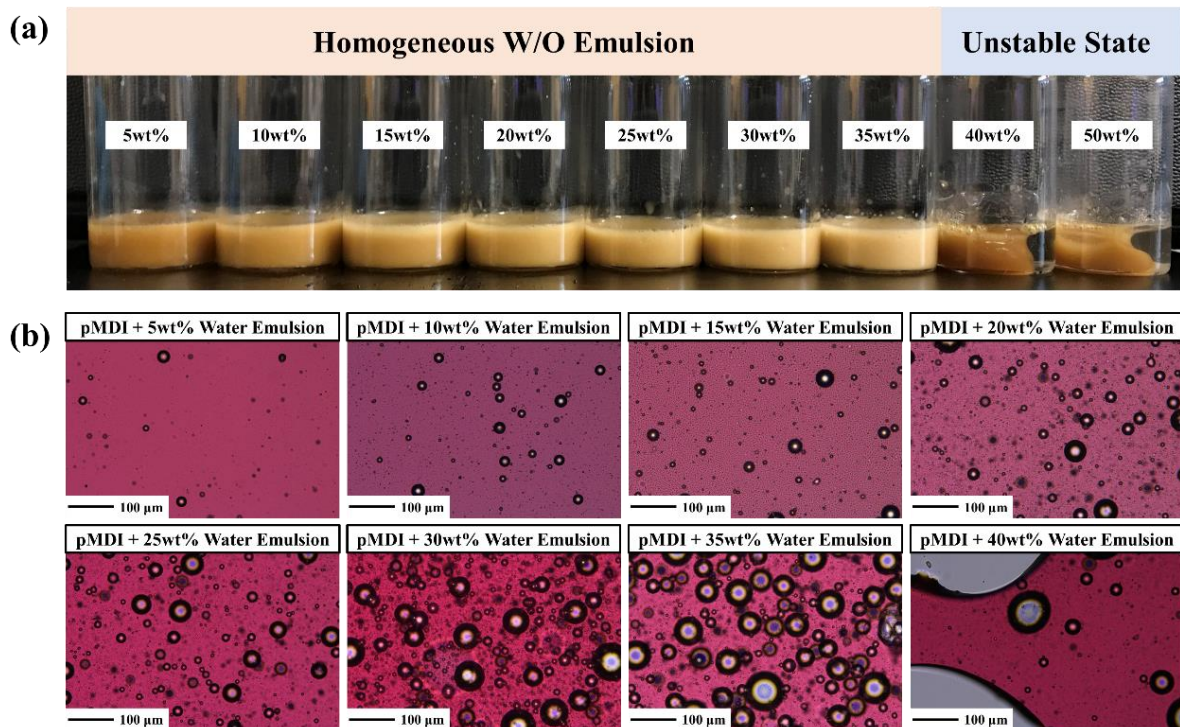 (a)
Homogeneous W/O Emulsion
Unstable State
5wt%
10wt%
15wt%
20wt%
25wt%
30wt%
35wt%
40wt%
50wt%
(b)
pMDI + 5wt% Water Emulsion
pMDI + 10wt% Water Emulsion
pMDI + 15wt% Water Emulsion
pMDI + 20wt% Water Emulsion
100 µm
100 µm
100 µm
100 µm
pMDI + 25wt% Water Emulsion
pMDI + 30wt% Water Emulsion
pMDI + 35wt% Water Emulsion
pMDI + 40wt% Water Emulsion
100 µm
100 µm
100 µm
100 µm